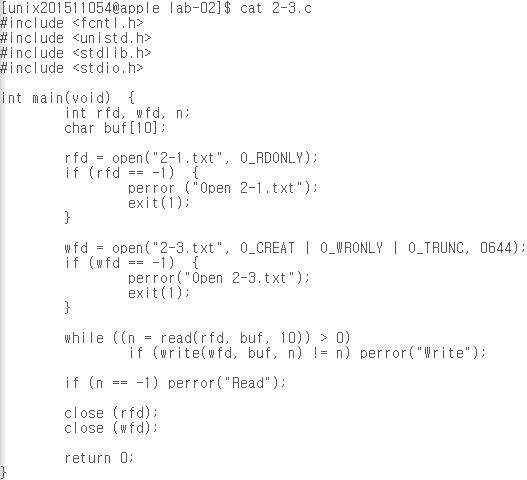 [unix201511054@apple lab-02]$ cat 2-3.c
#include <fcntl.h>
#include <unistd.h>
#include <stdlib.h>
#include <stdio.h>
int main(void)  {
        int rfd, wfd, n;
        char buf[10];
        rfd = open("2-1.txt", O_RDONLY);
        if (rfd == -1)  {
                perror ("Open 2-1.txt");
                exit(1);
        }
        wfd = open("2-3.txt", O_CREAT | O_WRONLY | O_TRUNC, 0644);
        if (wfd == -1)  {
                perror("Open 2-3.txt");
                exit(1);
        }
        while ((n = read(rfd, buf, 10)) > 0)
                if (write(wfd, buf, n) != n) perror("Write");
        if (n == -1) perror("Read");
        close (rfd);
        close (wfd);
        return 0;
}